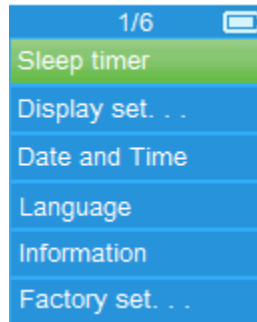 1/6
Sleep timer
Display set. . .
Date and Time
Language
Information
Factory set. . .